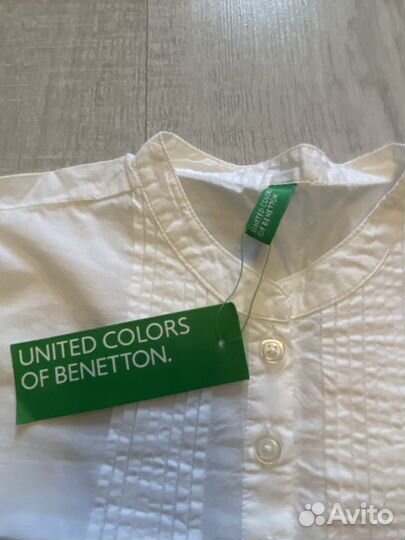 UNITED COLORS
OF BENETTON
UNITED COLORS
OF BENETTON.
Avito